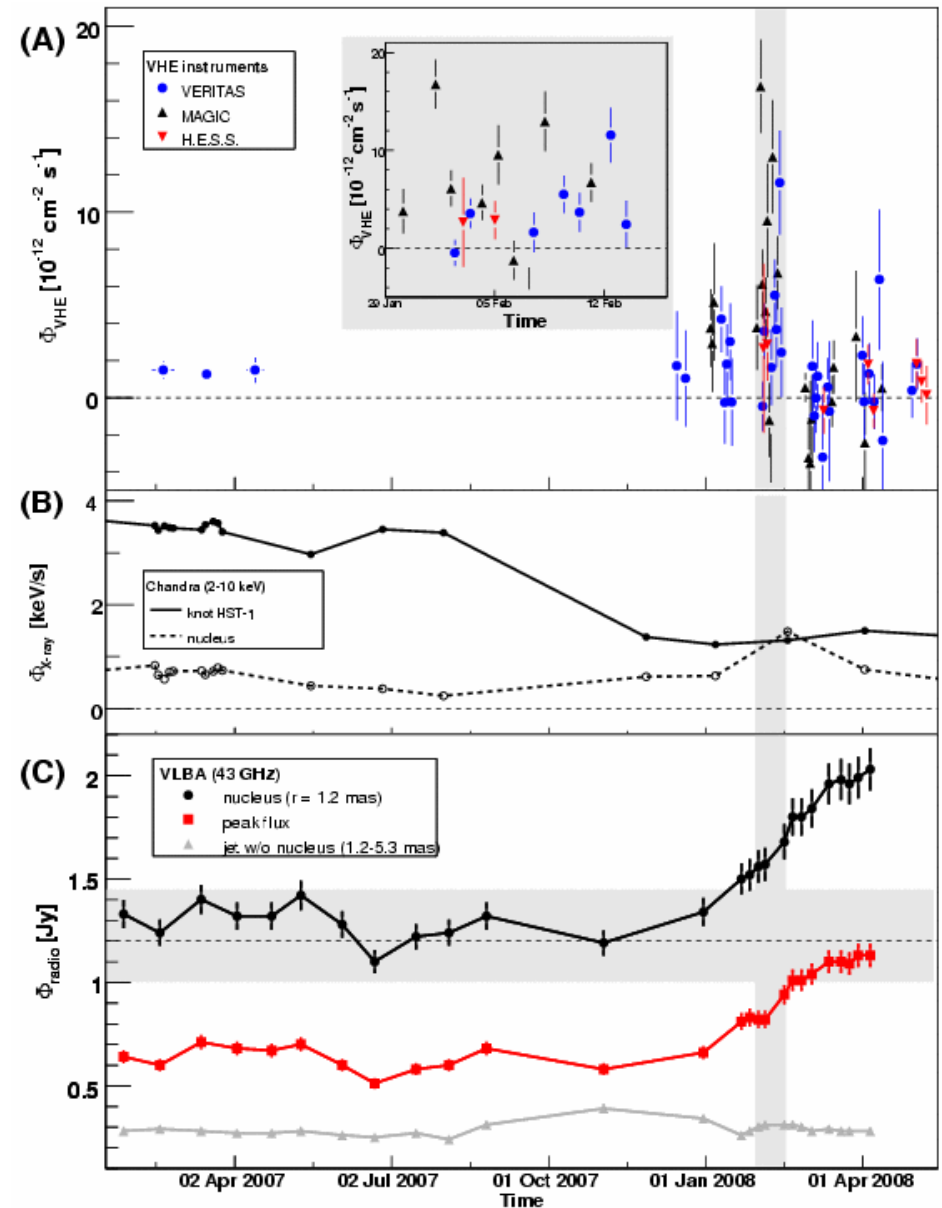 (A)
20
10
0
Φ_VHE [10⁻¹² cm⁻² s⁻¹]
VHE instruments
VERITAS
MAGIC
H.E.S.S.
20
10
0
Φ_VHE [10⁻¹² cm⁻² s⁻¹]
29 Jan
05 Feb
12 Feb
Time
(B)
4
2
0
Φ_X-ray [keV/s]
Chandra (2-10 keV)
knot HST-1
nucleus
(C)
2
1.5
1
0.5
Φ_radio [Jy]
VLBA (43 GHz)
nucleus (r = 1.2 mas)
peak flux
jet w/o nucleus (1.2-5.3 mas)
02 Apr 2007
02 Jul 2007
01 Oct 2007
01 Jan 2008
01 Apr 2008
Time